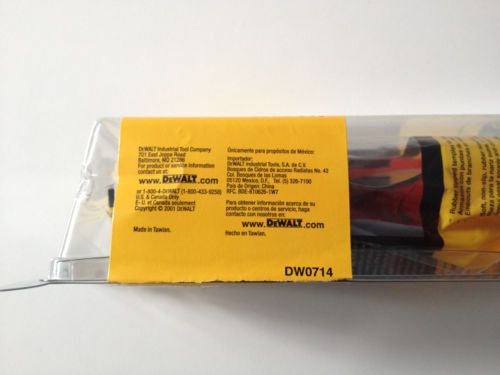 DEWALT Industrial Tool Company
701 East Joppa Road
Baltimore, MD 21286
For product or service information
contact us at:
www.DEWALT.com
or 1-800-4-DEWALT (1-800-433-9258)
U.S. & Canada Only
É-U. et Canada seulement
Copyright © 2001 DEWALT
Made in Taiwan.
Únicamente para propósitos de México:
Importador:
DEWALT Industrial Tools, S.A. de C.V.
Bosques de Cidros de acceso Radiatas No. 42
Col. Bosques de las Lomas
05120 Mexico, D.F., Tel. (5) 326-7100
País de Origen: China
RFC. BDE-810626-1W7
Para obtener información acerca de su
producto o centros de servicio, haga
contacto con nosotros en:
www.DEWALT.com
Hecho en Taiwan.
DW0714